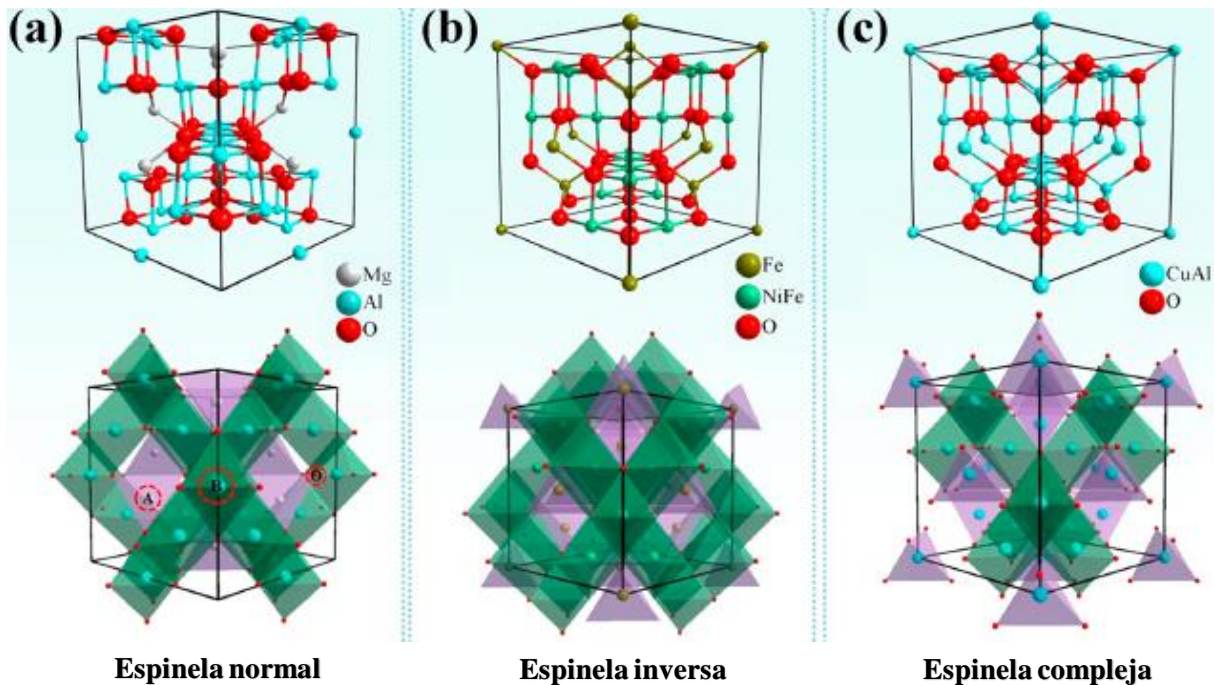 (a)
Mg
Al
O
A
B
O
Espinela normal
(b)
Fe
NiFe
O
Espinela inversa
(c)
CuAl
O
Espinela compleja